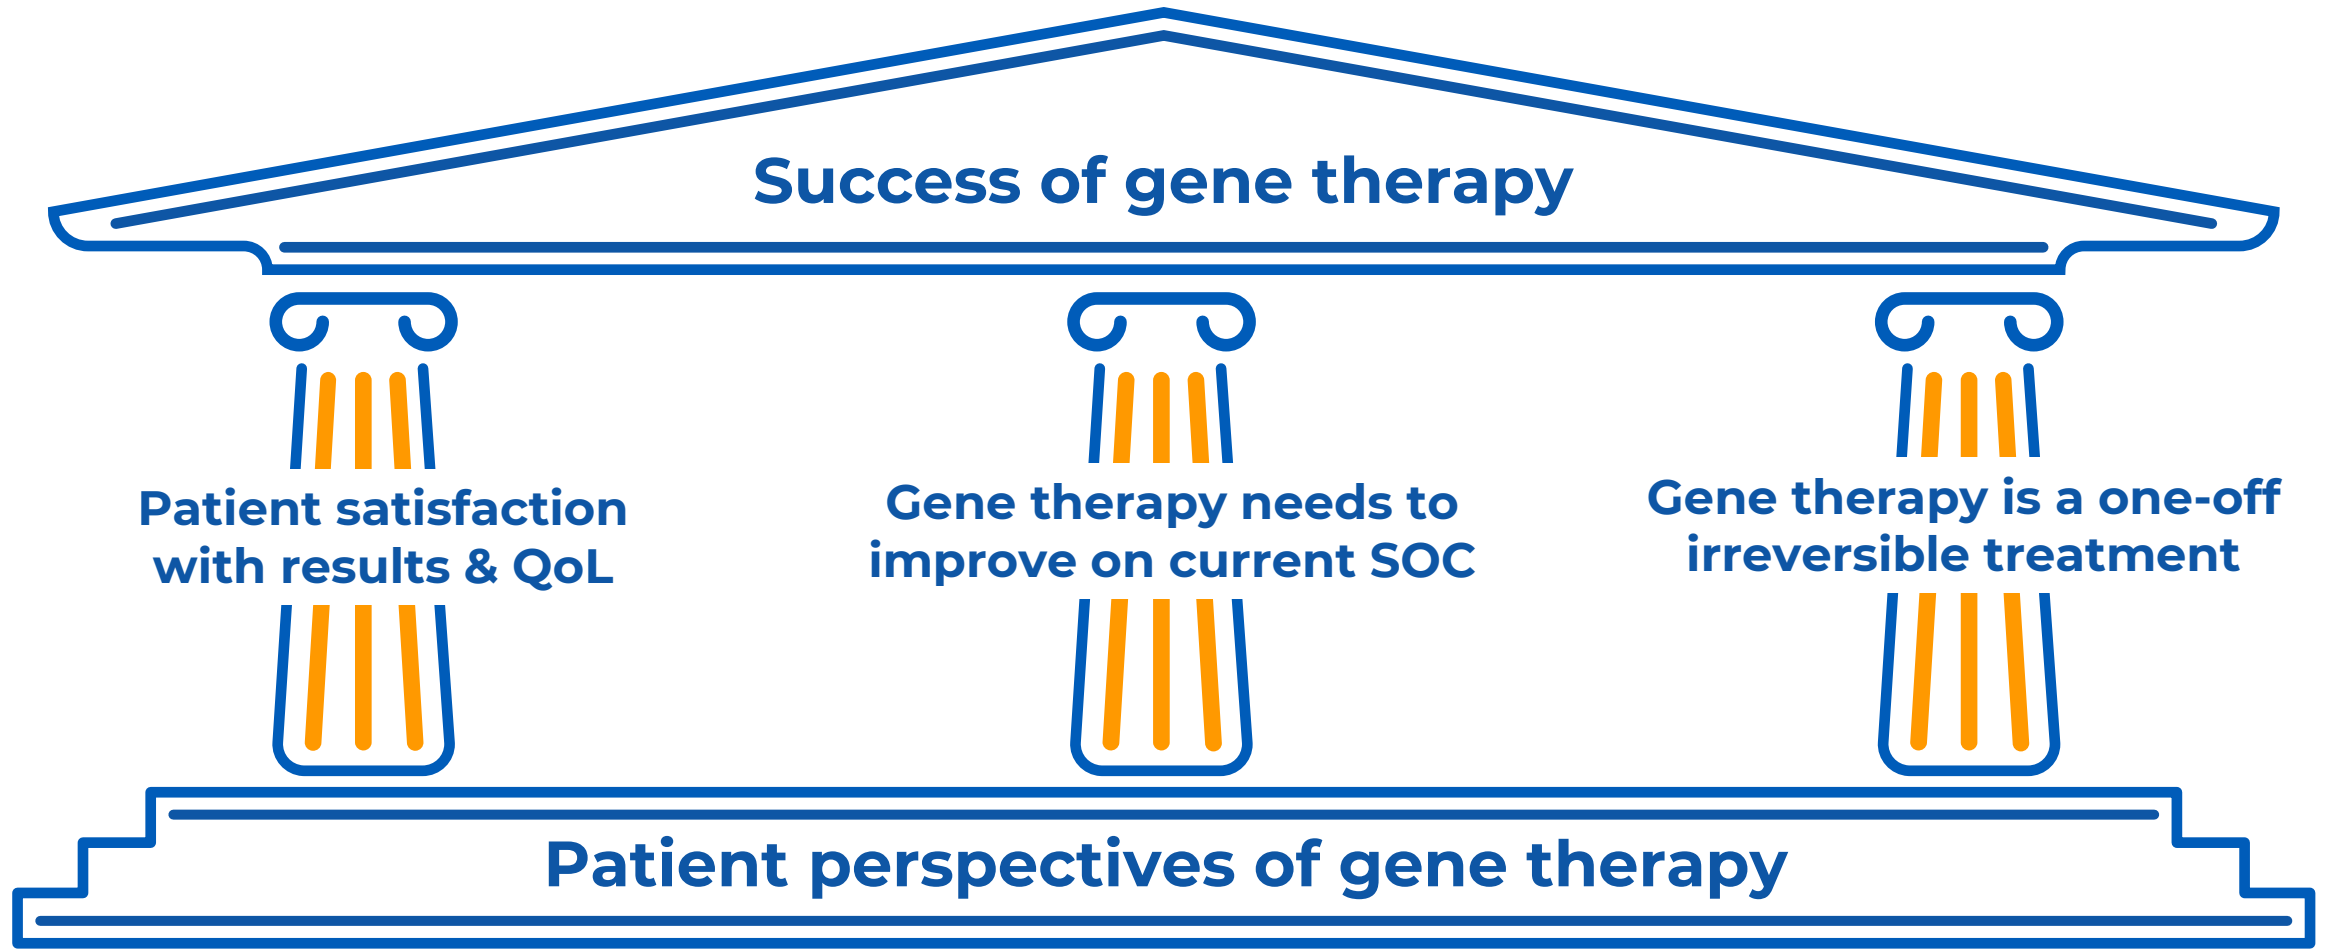 Success of gene therapy
Patient satisfaction
with results & QoL
Gene therapy needs to
improve on current SOC
Gene therapy is a one-off
irreversible treatment
Patient perspectives of gene therapy